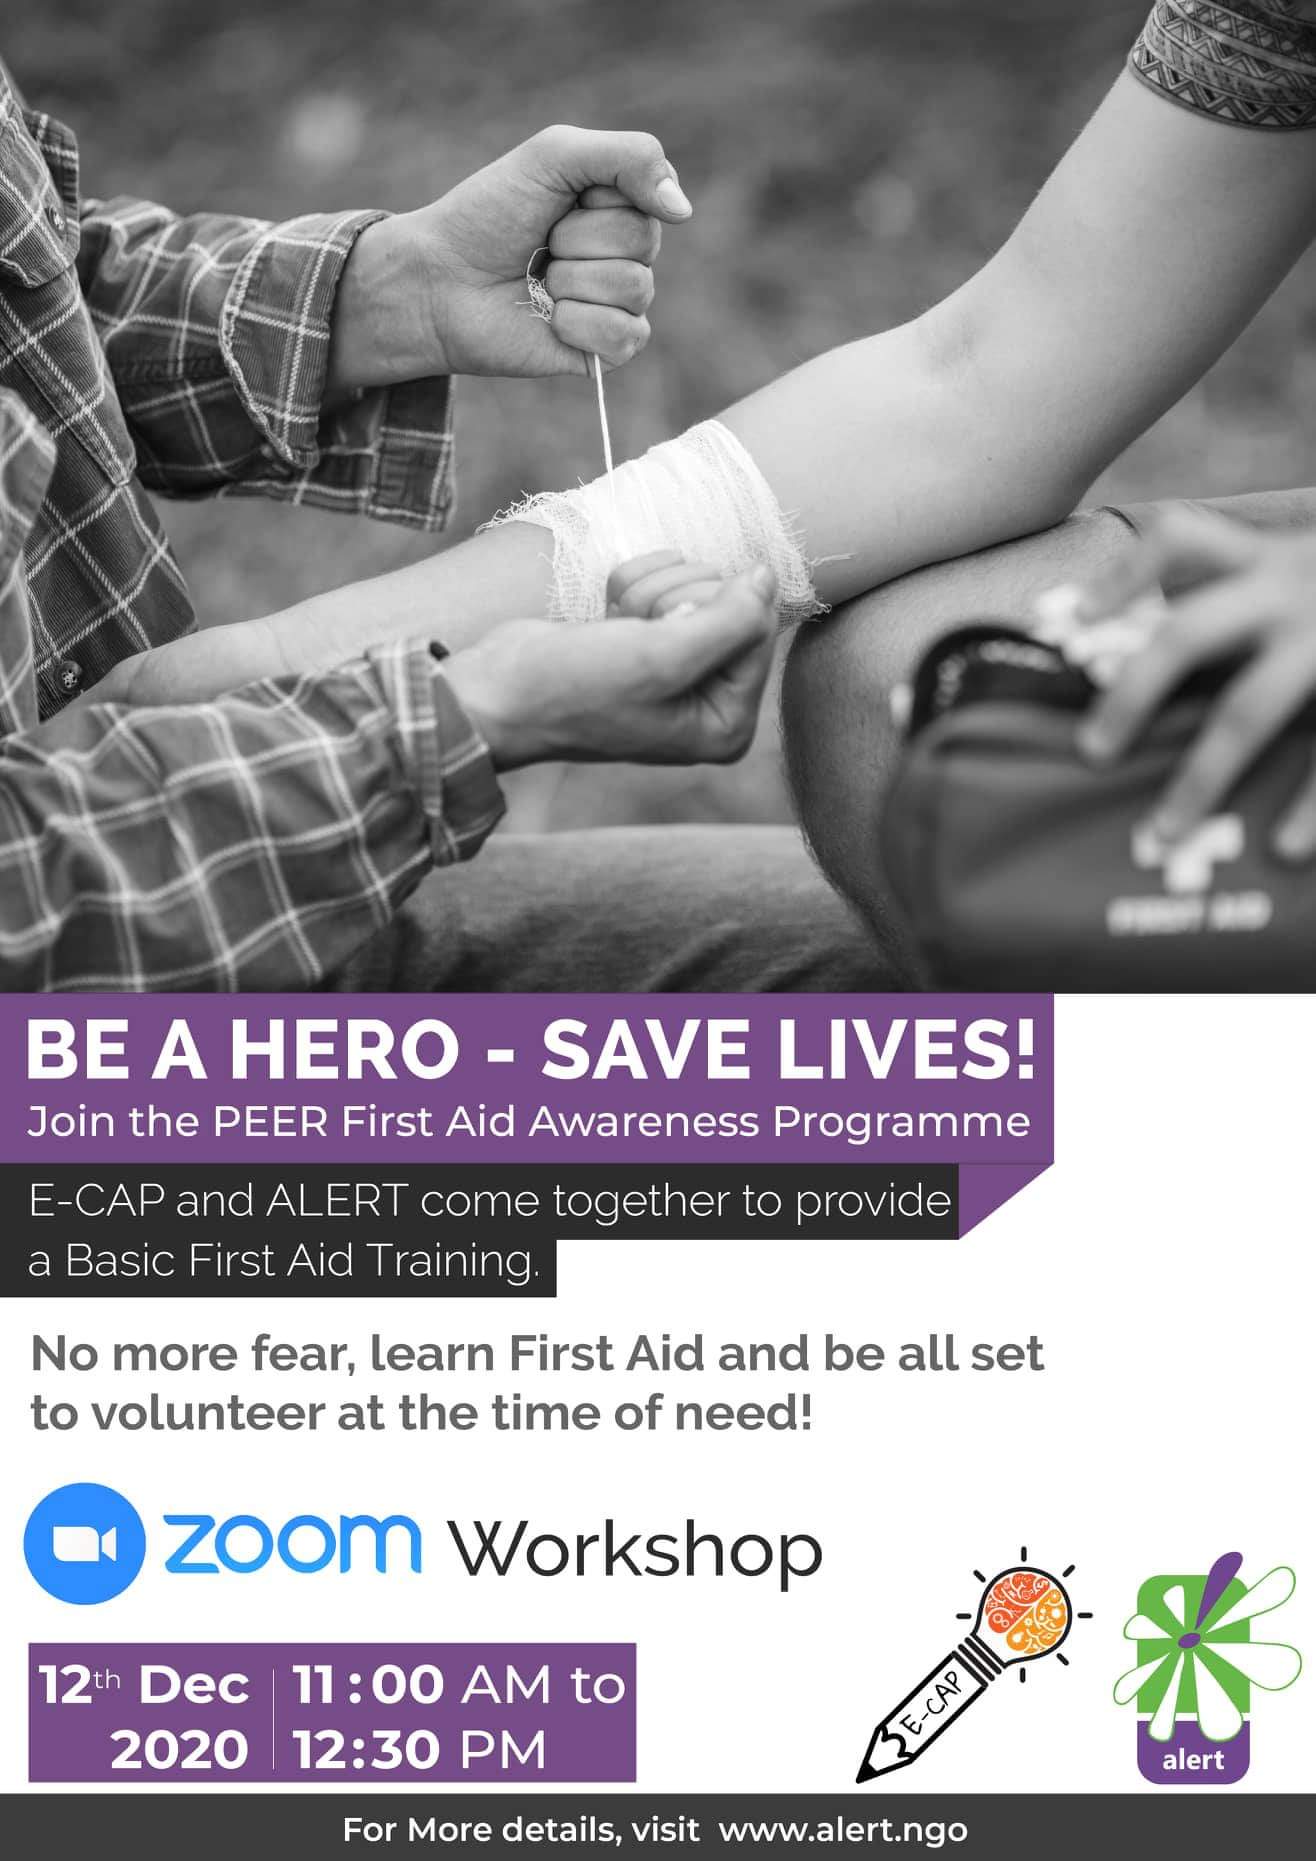 FIRST AID
BE A HERO - SAVE LIVES!
Join the PEER First Aid Awareness Programme
E-CAP and ALERT come together to provide
a Basic First Aid Training.
No more fear, learn First Aid and be all set
to volunteer at the time of need!
zoom Workshop
12th Dec 2020
11:00 AM to
12:30 PM
E-CAP
alert
For More details, visit www.alert.ngo